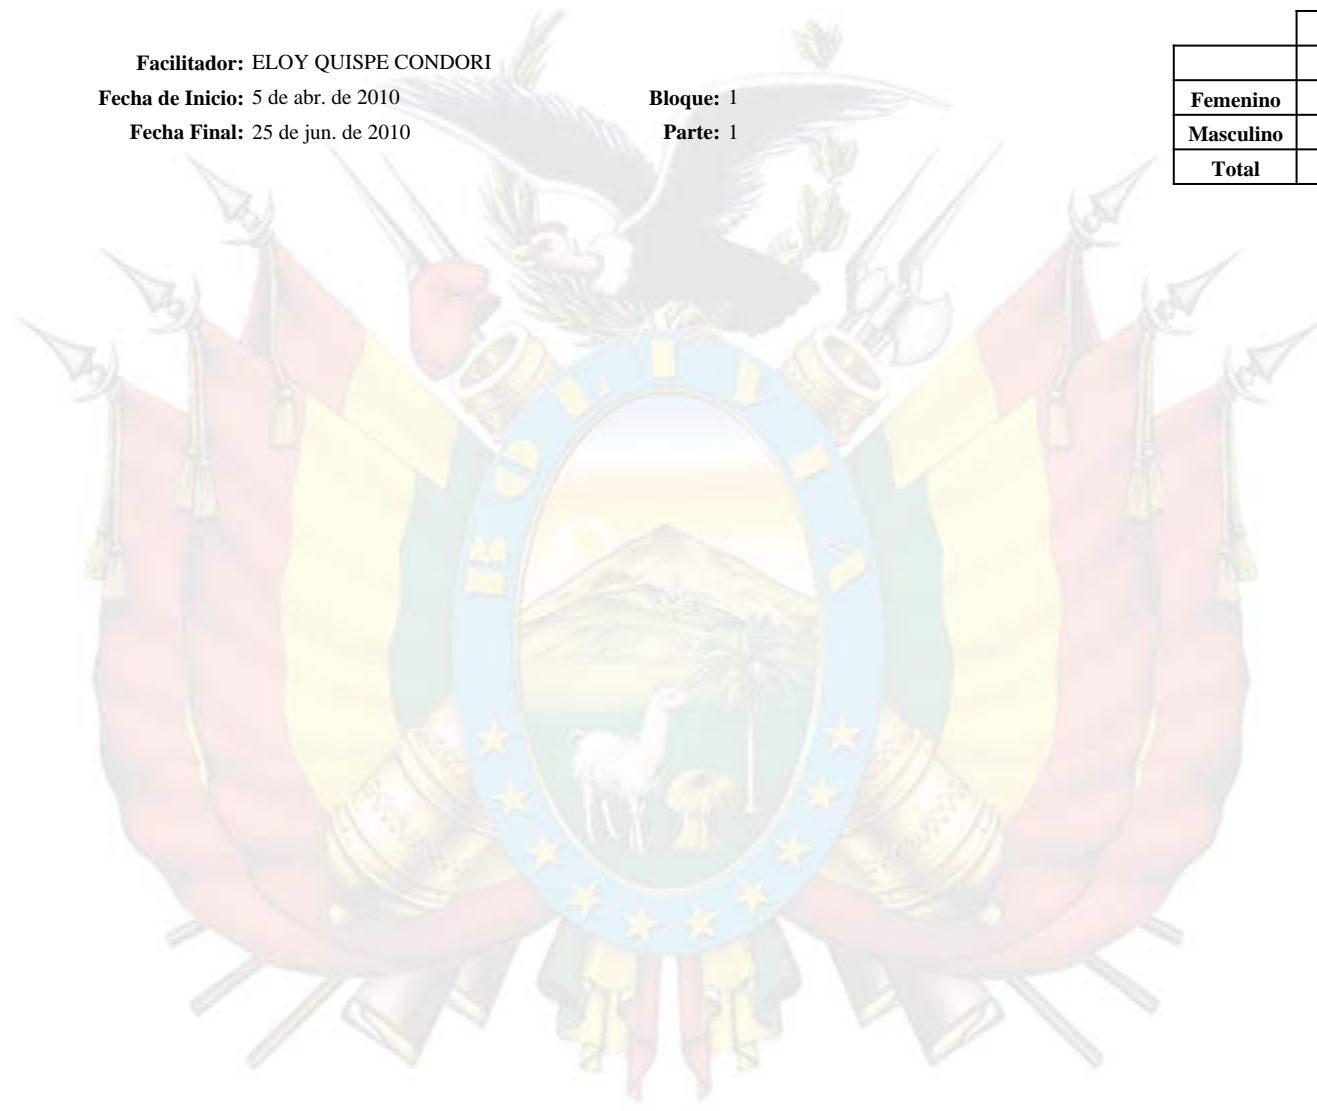 Facilitador: ELOY QUISPE CONDORI
Fecha de Inicio: 5 de abr. de 2010 Bloque: 1
Fecha Final: 25 de jun. de 2010 Parte: 1
Femenino
Masculino
Total
BOLIVIA